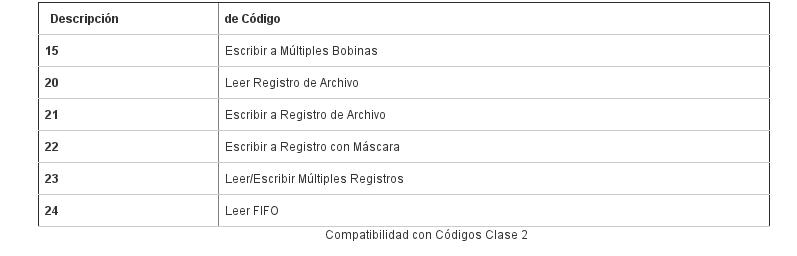 Descripción de Código
15 Escribir a Múltiples Bobinas
20 Leer Registro de Archivo
21 Escribir a Registro de Archivo
22 Escribir a Registro con Máscara
23 Leer/Escribir Múltiples Registros
24 Leer FIFO
Compatibilidad con Códigos Clase 2